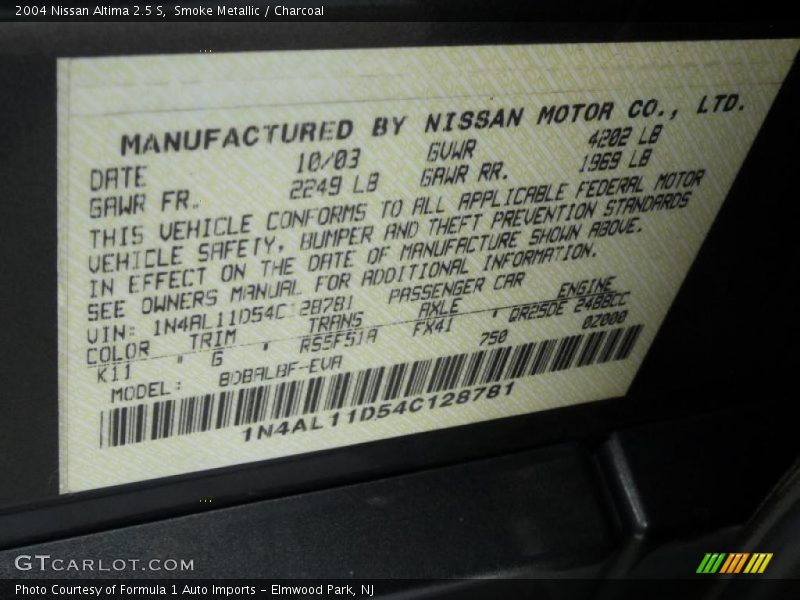 2004 Nissan Altima 2.5 S, Smoke Metallic / Charcoal
MANUFACTURED BY NISSAN MOTOR CO., LTD.
DATE 10/03 GVWR 4202 LB
GAWR FR. 2249 LB GAWR RR. 1969 LB
THIS VEHICLE CONFORMS TO ALL APPLICABLE FEDERAL MOTOR
VEHICLE SAFETY, BUMPER AND THEFT PREVENTION STANDARDS
IN EFFECT ON THE DATE OF MANUFACTURE SHOWN ABOVE.
SEE OWNERS MANUAL FOR ADDITIONAL INFORMATION.
VIN: 1N4AL11D54C128781 PASSENGER CAR
COLOR TRIM TRANS AXLE ENGINE
K11 G RS5F51A FX41 QR25DE 2488CC
MODEL: BDBALBF-EVA 750 0Z000
1N4AL11D54C128781
GTCARLOT.COM
Photo Courtesy of Formula 1 Auto Imports - Elmwood Park, NJ